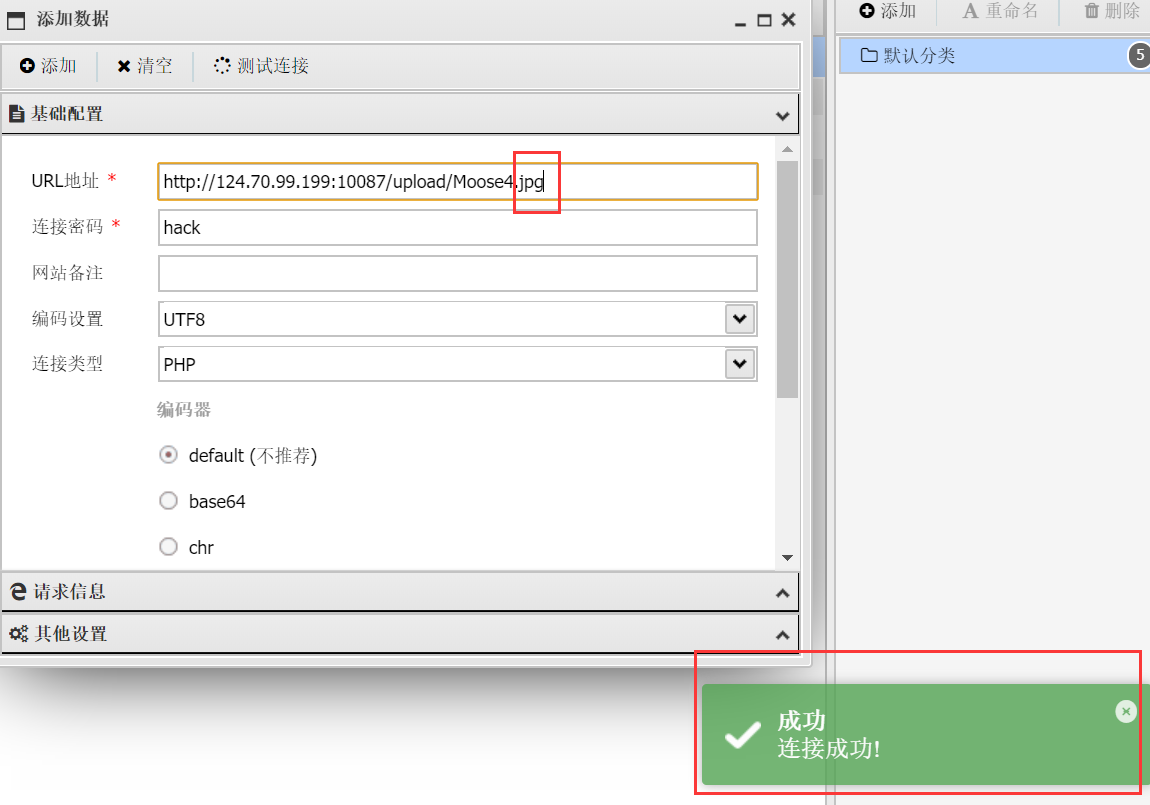 添加数据
添加 清空 测试连接
基础配置
URL地址 * http://124.70.99.199:10087/upload/Moose4.jpg
连接密码 * hack
网站备注
编码设置 UTF8
连接类型 PHP
编码器
default (不推荐)
base64
chr
请求信息
其他设置
添加 重命名 删除
默认分类 5
成功
连接成功!